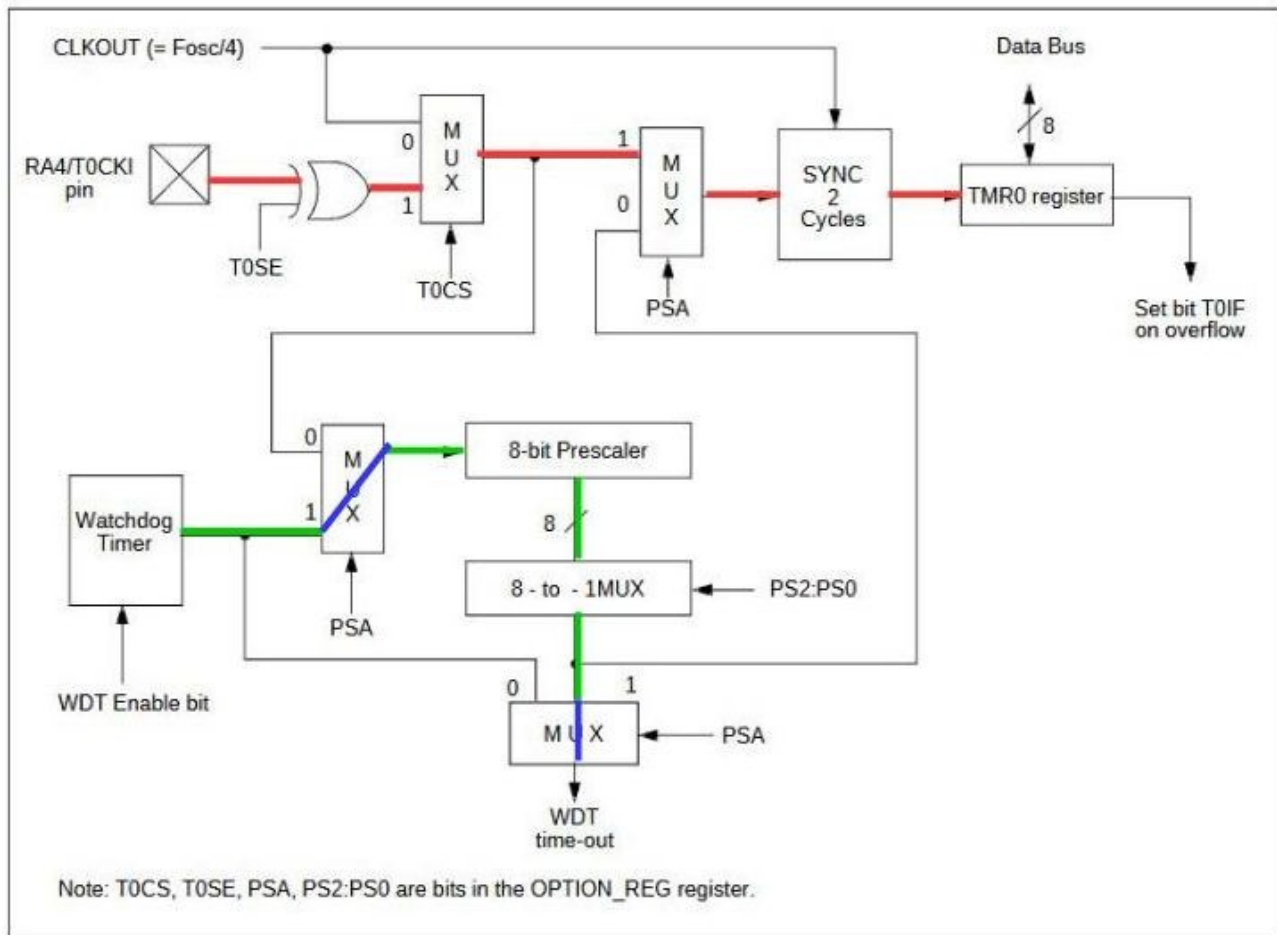 CLKOUT (= Fosc/4)
Data Bus
8
RA4/T0CKI
pin
T0SE
0
1
M
U
X
T0CS
1
0
M
U
X
PSA
SYNC
2
Cycles
TMR0 register
Set bit T0IF
on overflow
Watchdog
Timer
WDT Enable bit
0
1
M
U
X
PSA
8-bit Prescaler
8
8 - to - 1MUX
PS2:PS0
0
1
M U X
PSA
WDT
time-out
Note: T0CS, T0SE, PSA, PS2:PS0 are bits in the OPTION_REG register.